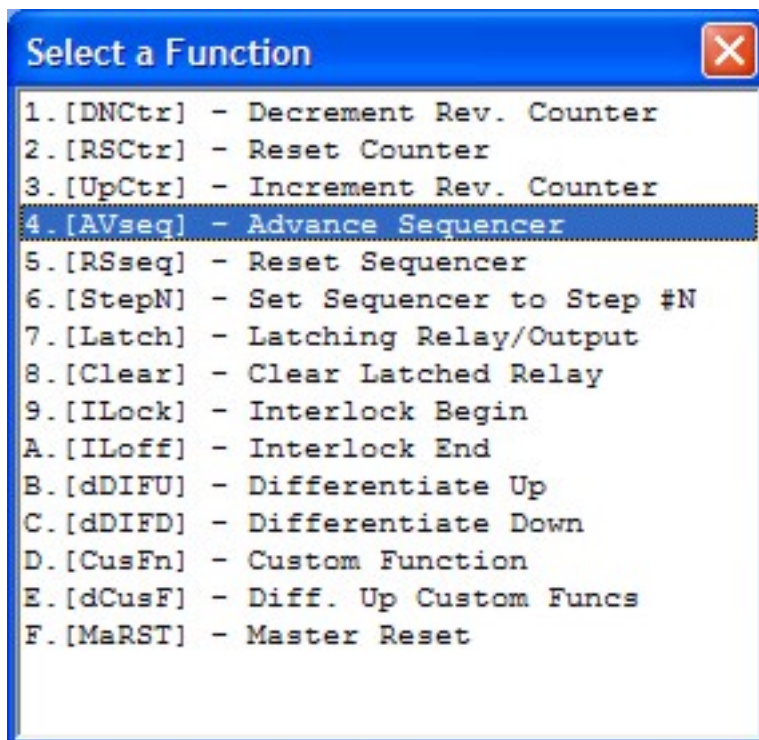 Select a Function
1.[DNCtr] - Decrement Rev. Counter
2.[RSCtr] - Reset Counter
3.[UpCtr] - Increment Rev. Counter
4.[AVseq] - Advance Sequencer
5.[RSseq] - Reset Sequencer
6.[StepN] - Set Sequencer to Step #N
7.[Latch] - Latching Relay/Output
8.[Clear] - Clear Latched Relay
9.[ILock] - Interlock Begin
A.[ILoff] - Interlock End
B.[dDIFU] - Differentiate Up
C.[dDIFD] - Differentiate Down
D.[CusFn] - Custom Function
E.[dCusF] - Diff. Up Custom Funcs
F.[MaRST] - Master Reset